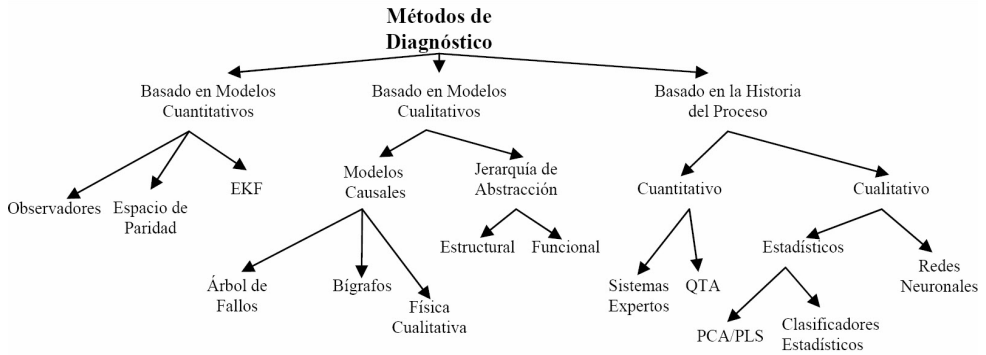 Métodos de
Diagnóstico
Basado en Modelos
Cuantitativos
Basado en Modelos
Cualitativos
Basado en la Historia
del Proceso
Observadores
Espacio de
Paridad
EKF
Modelos
Causales
Jerarquía de
Abstracción
Cuantitativo
Cualitativo
Árbol de
Fallos
Bígrafos
Física
Cualitativa
Estructural
Funcional
Sistemas
Expertos
QTA
Estadísticos
Redes
Neuronales
PCA/PLS
Clasificadores
Estadísticos